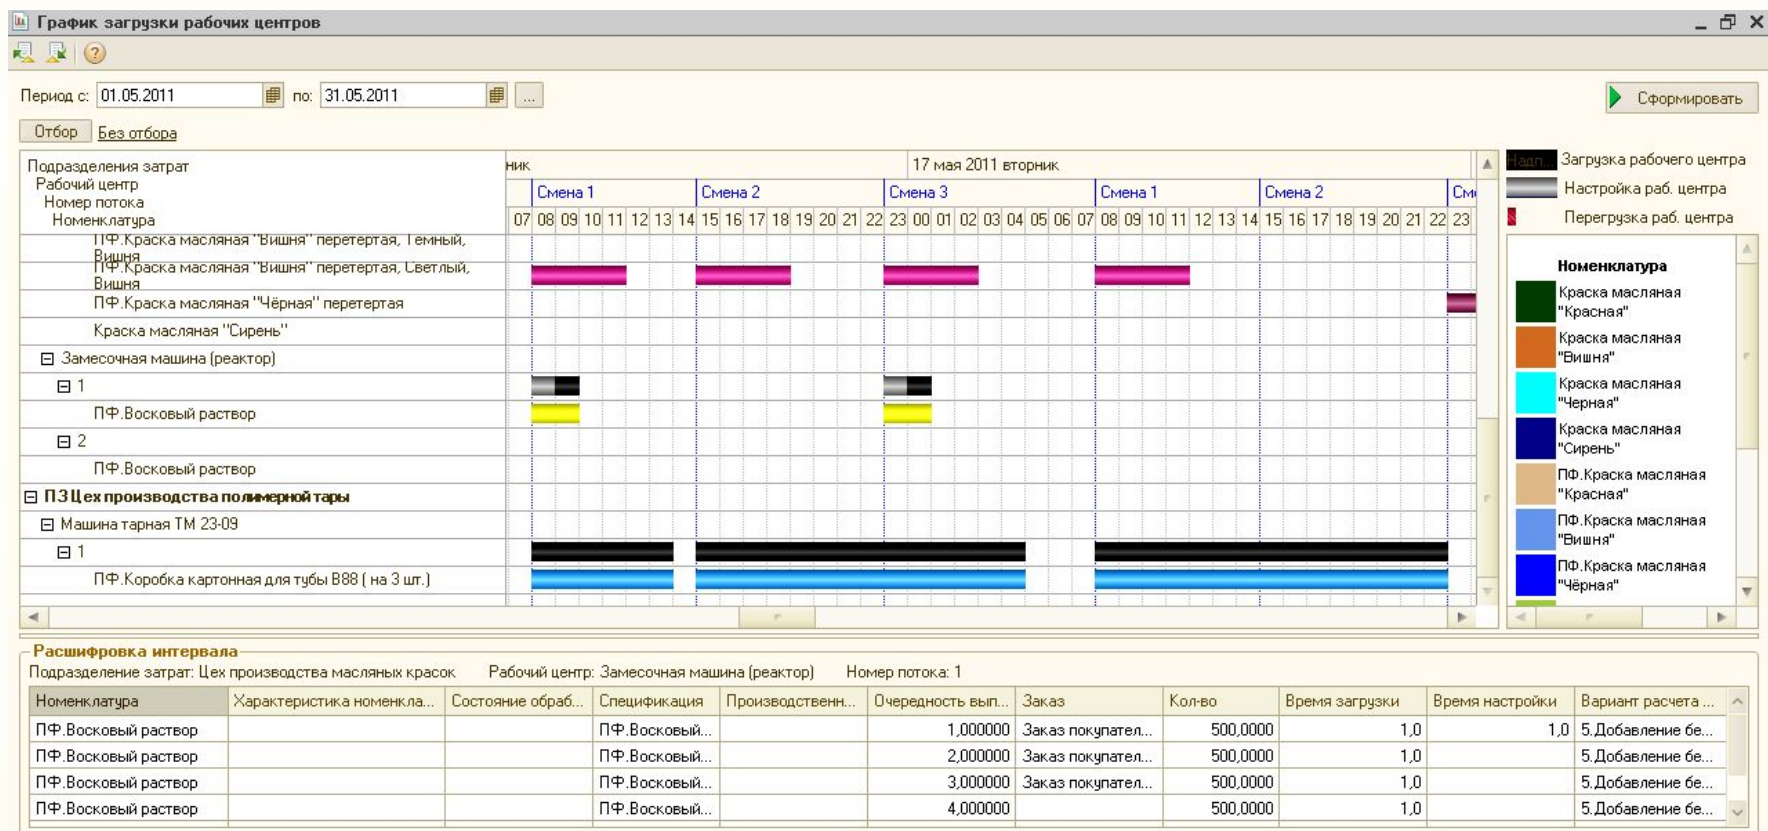 График загрузки рабочих центров
Период с: 01.05.2011 по: 31.05.2011 ...
Сформировать
Отбор Без отбора
Подразделения затрат
Рабочий центр
Номер потока
Номенклатура
ник 17 мая 2011 вторник
Смена 1 Смена 2 Смена 3 Смена 1 Смена 2 Сме
07 08 09 10 11 12 13 14 15 16 17 18 19 20 21 22 23 00 01 02 03 04 05 06 07 08 09 10 11 12 13 14 15 16 17 18 19 20 21 22 23
ПФ.Краска масляная "Вишня" перетертая, Темный,
Вишня
ПФ.Краска масляная "Вишня" перетертая, Светлый,
Вишня
ПФ.Краска масляная "Чёрная" перетертая
Краска масляная "Сирень"
Замесочная машина (реактор)
1
ПФ.Восковый раствор
2
ПФ.Восковый раствор
ПЗ Цех производства полимерной тары
Машина тарная ТМ 23-09
1
ПФ.Коробка картонная для тубы В88 ( на 3 шт.)
Надп... Загрузка рабочего центра
Настройка раб. центра
Перегрузка раб. центра
Номенклатура
Краска масляная
"Красная"
Краска масляная
"Вишня"
Краска масляная
"Черная"
Краска масляная
"Сирень"
ПФ.Краска масляная
"Красная"
ПФ.Краска масляная
"Вишня"
ПФ.Краска масляная
"Чёрная"
Расшифровка интервала
Подразделение затрат: Цех производства масляных красок Рабочий центр: Замесочная машина (реактор) Номер потока: 1
Номенклатура Характеристика номенкла... Состояние обраб... Спецификация Производственн... Очередность вып... Заказ Кол-во Время загрузки Время настройки Вариант расчета ...
ПФ.Восковый раствор ПФ.Восковый... 1,000000 Заказ покупател... 500,0000 1,0 1,0 5.Добавление бе...
ПФ.Восковый раствор ПФ.Восковый... 2,000000 Заказ покупател... 500,0000 1,0 5.Добавление бе...
ПФ.Восковый раствор ПФ.Восковый... 3,000000 Заказ покупател... 500,0000 1,0 5.Добавление бе...
ПФ.Восковый раствор ПФ.Восковый... 4,000000 500,0000 1,0 5.Добавление бе...